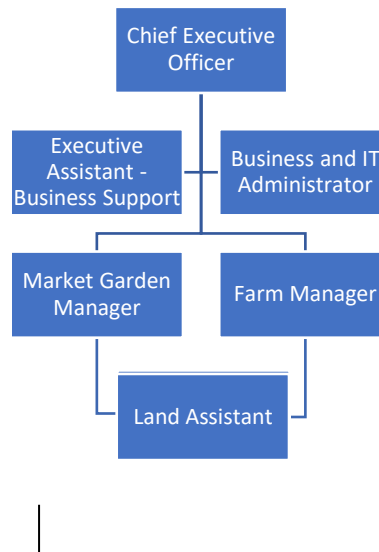 Chief Executive
Officer
Executive
Assistant -
Business Support
Business and IT
Administrator
Market Garden
Manager
Farm Manager
Land Assistant